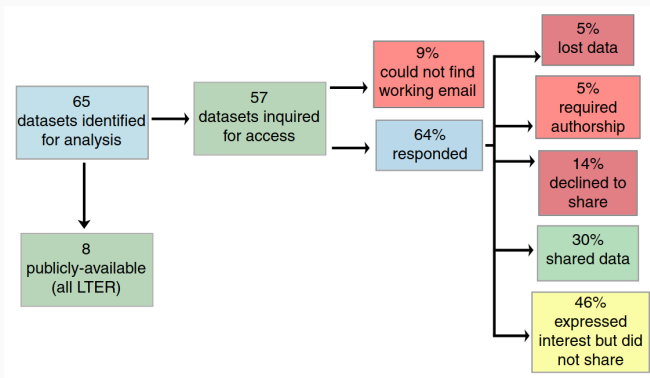 65
datasets identified
for analysis
8
publicly-available
(all LTER)
57
datasets inquired
for access
9%
could not find
working email
64%
responded
5%
lost data
5%
required
authorship
14%
declined to
share
30%
shared data
46%
expressed
interest but did
not share